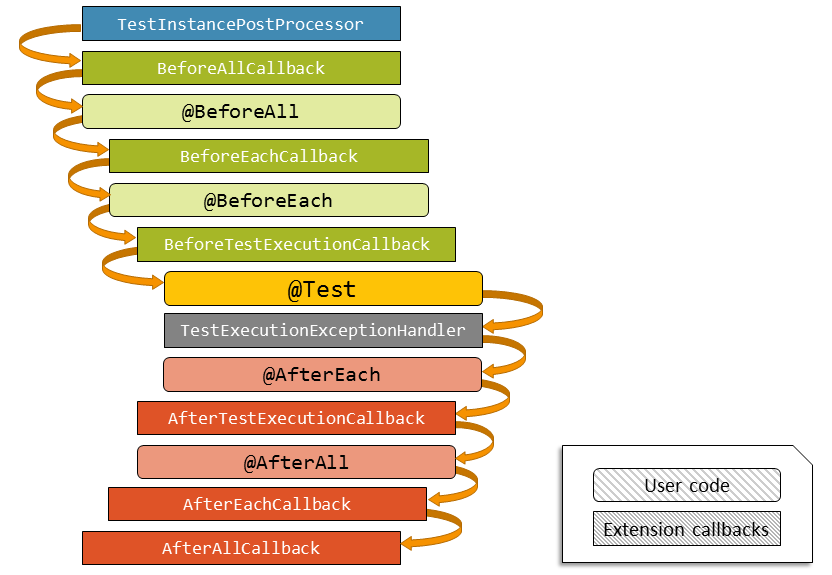 TestInstancePostProcessor
BeforeAllCallback
@BeforeAll
BeforeEachCallback
@BeforeEach
BeforeTestExecutionCallback
@Test
TestExecutionExceptionHandler
@AfterEach
AfterTestExecutionCallback
@AfterAll
AfterEachCallback
AfterAllCallback
User code
Extension callbacks